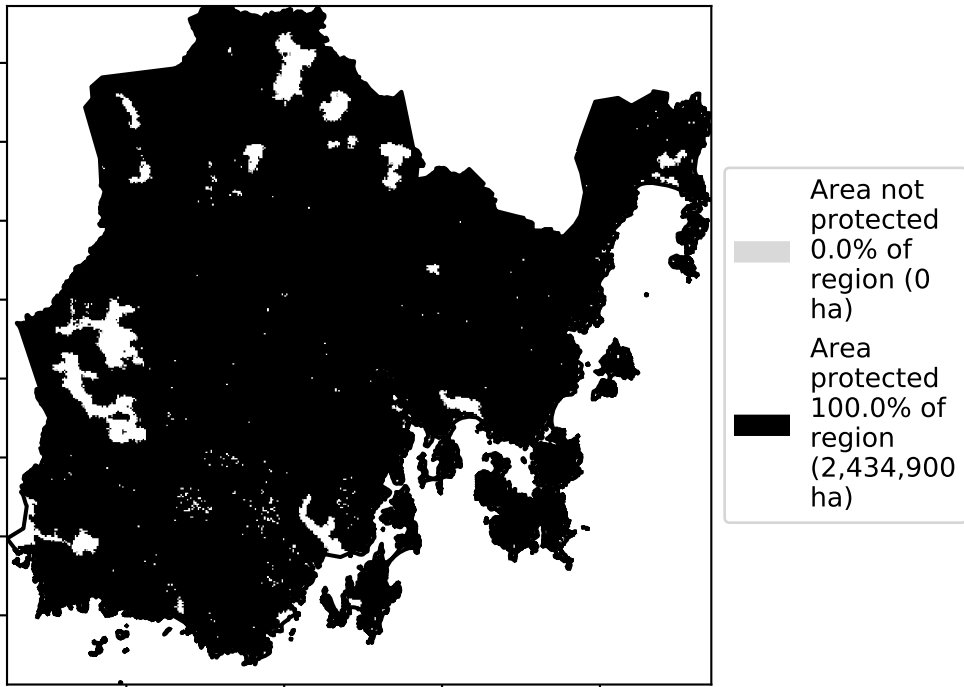 Area not
protected
0.0% of
region (0
ha)
Area
protected
100.0% of
region
(2,434,900
ha)